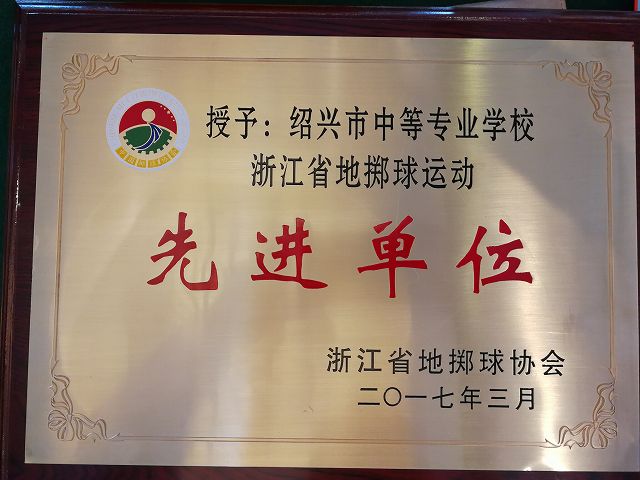 授予：绍兴市中等专业学校
浙江省地掷球运动
先进单位
浙江省地掷球协会
二〇一七年三月